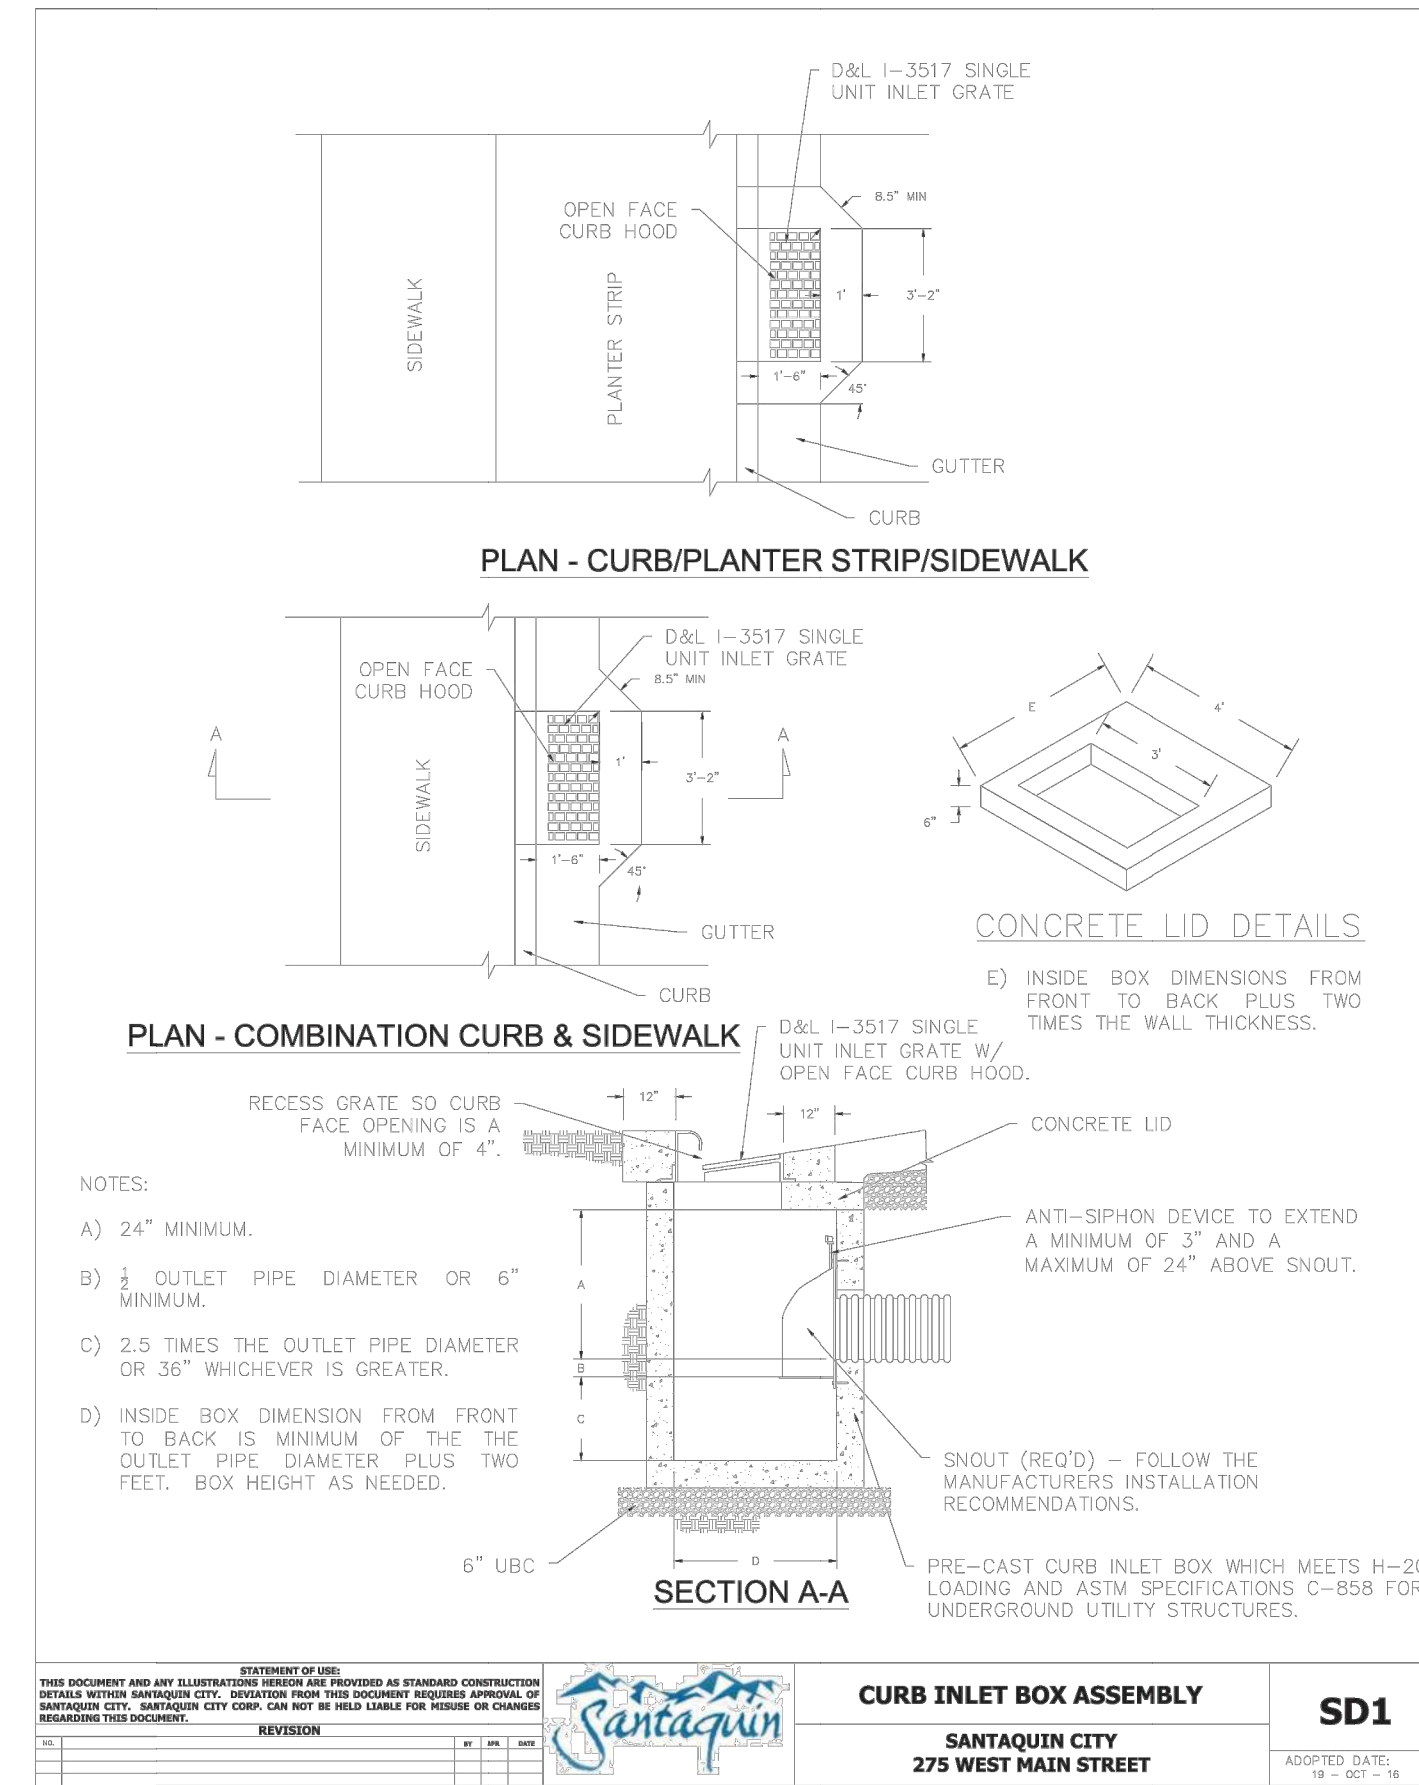 D&L I-3517 SINGLE
UNIT INLET GRATE
8.5" MIN
OPEN FACE
CURB HOOD
SIDEWALK
PLANTER STRIP
1'
3'-2"
1'-6"
45°
GUTTER
CURB
PLAN - CURB/PLANTER STRIP/SIDEWALK
D&L I-3517 SINGLE
UNIT INLET GRATE
8.5" MIN
OPEN FACE
CURB HOOD
A
A
SIDEWALK
1'
3'-2"
1'-6"
45°
GUTTER
CURB
PLAN - COMBINATION CURB & SIDEWALK
E
4'
3'
6"
CONCRETE LID DETAILS
E) INSIDE BOX DIMENSIONS FROM
FRONT TO BACK PLUS TWO
TIMES THE WALL THICKNESS.
D&L I-3517 SINGLE
UNIT INLET GRATE W/
OPEN FACE CURB HOOD.
RECESS GRATE SO CURB
FACE OPENING IS A
MINIMUM OF 4".
12"
12"
CONCRETE LID
NOTES:
A) 24" MINIMUM.
B) ½ OUTLET PIPE DIAMETER OR 6"
MINIMUM.
C) 2.5 TIMES THE OUTLET PIPE DIAMETER
OR 36" WHICHEVER IS GREATER.
D) INSIDE BOX DIMENSION FROM FRONT
TO BACK IS MINIMUM OF THE THE
OUTLET PIPE DIAMETER PLUS TWO
FEET. BOX HEIGHT AS NEEDED.
ANTI-SIPHON DEVICE TO EXTEND
A MINIMUM OF 3" AND A
MAXIMUM OF 24" ABOVE SNOUT.
A
B
C
D
SNOUT (REQ'D) - FOLLOW THE
MANUFACTURERS INSTALLATION
RECOMMENDATIONS.
6" UBC
PRE-CAST CURB INLET BOX WHICH MEETS H-20
LOADING AND ASTM SPECIFICATIONS C-858 FOR
UNDERGROUND UTILITY STRUCTURES.
SECTION A-A
STATEMENT OF USE:
THIS DOCUMENT AND ANY ILLUSTRATIONS HEREON ARE PROVIDED AS STANDARD CONSTRUCTION
DETAILS WITHIN SANTAQUIN CITY. DEVIATION FROM THIS DOCUMENT REQUIRES APPROVAL OF
SANTAQUIN CITY. SANTAQUIN CITY CORP. CAN NOT BE HELD LIABLE FOR MISUSE OR CHANGES
REGARDING THIS DOCUMENT.
REVISION
NO. BY APR. DATE
Santaquin
CURB INLET BOX ASSEMBLY
SANTAQUIN CITY
275 WEST MAIN STREET
SD1
ADOPTED DATE:
19 - OCT - 16